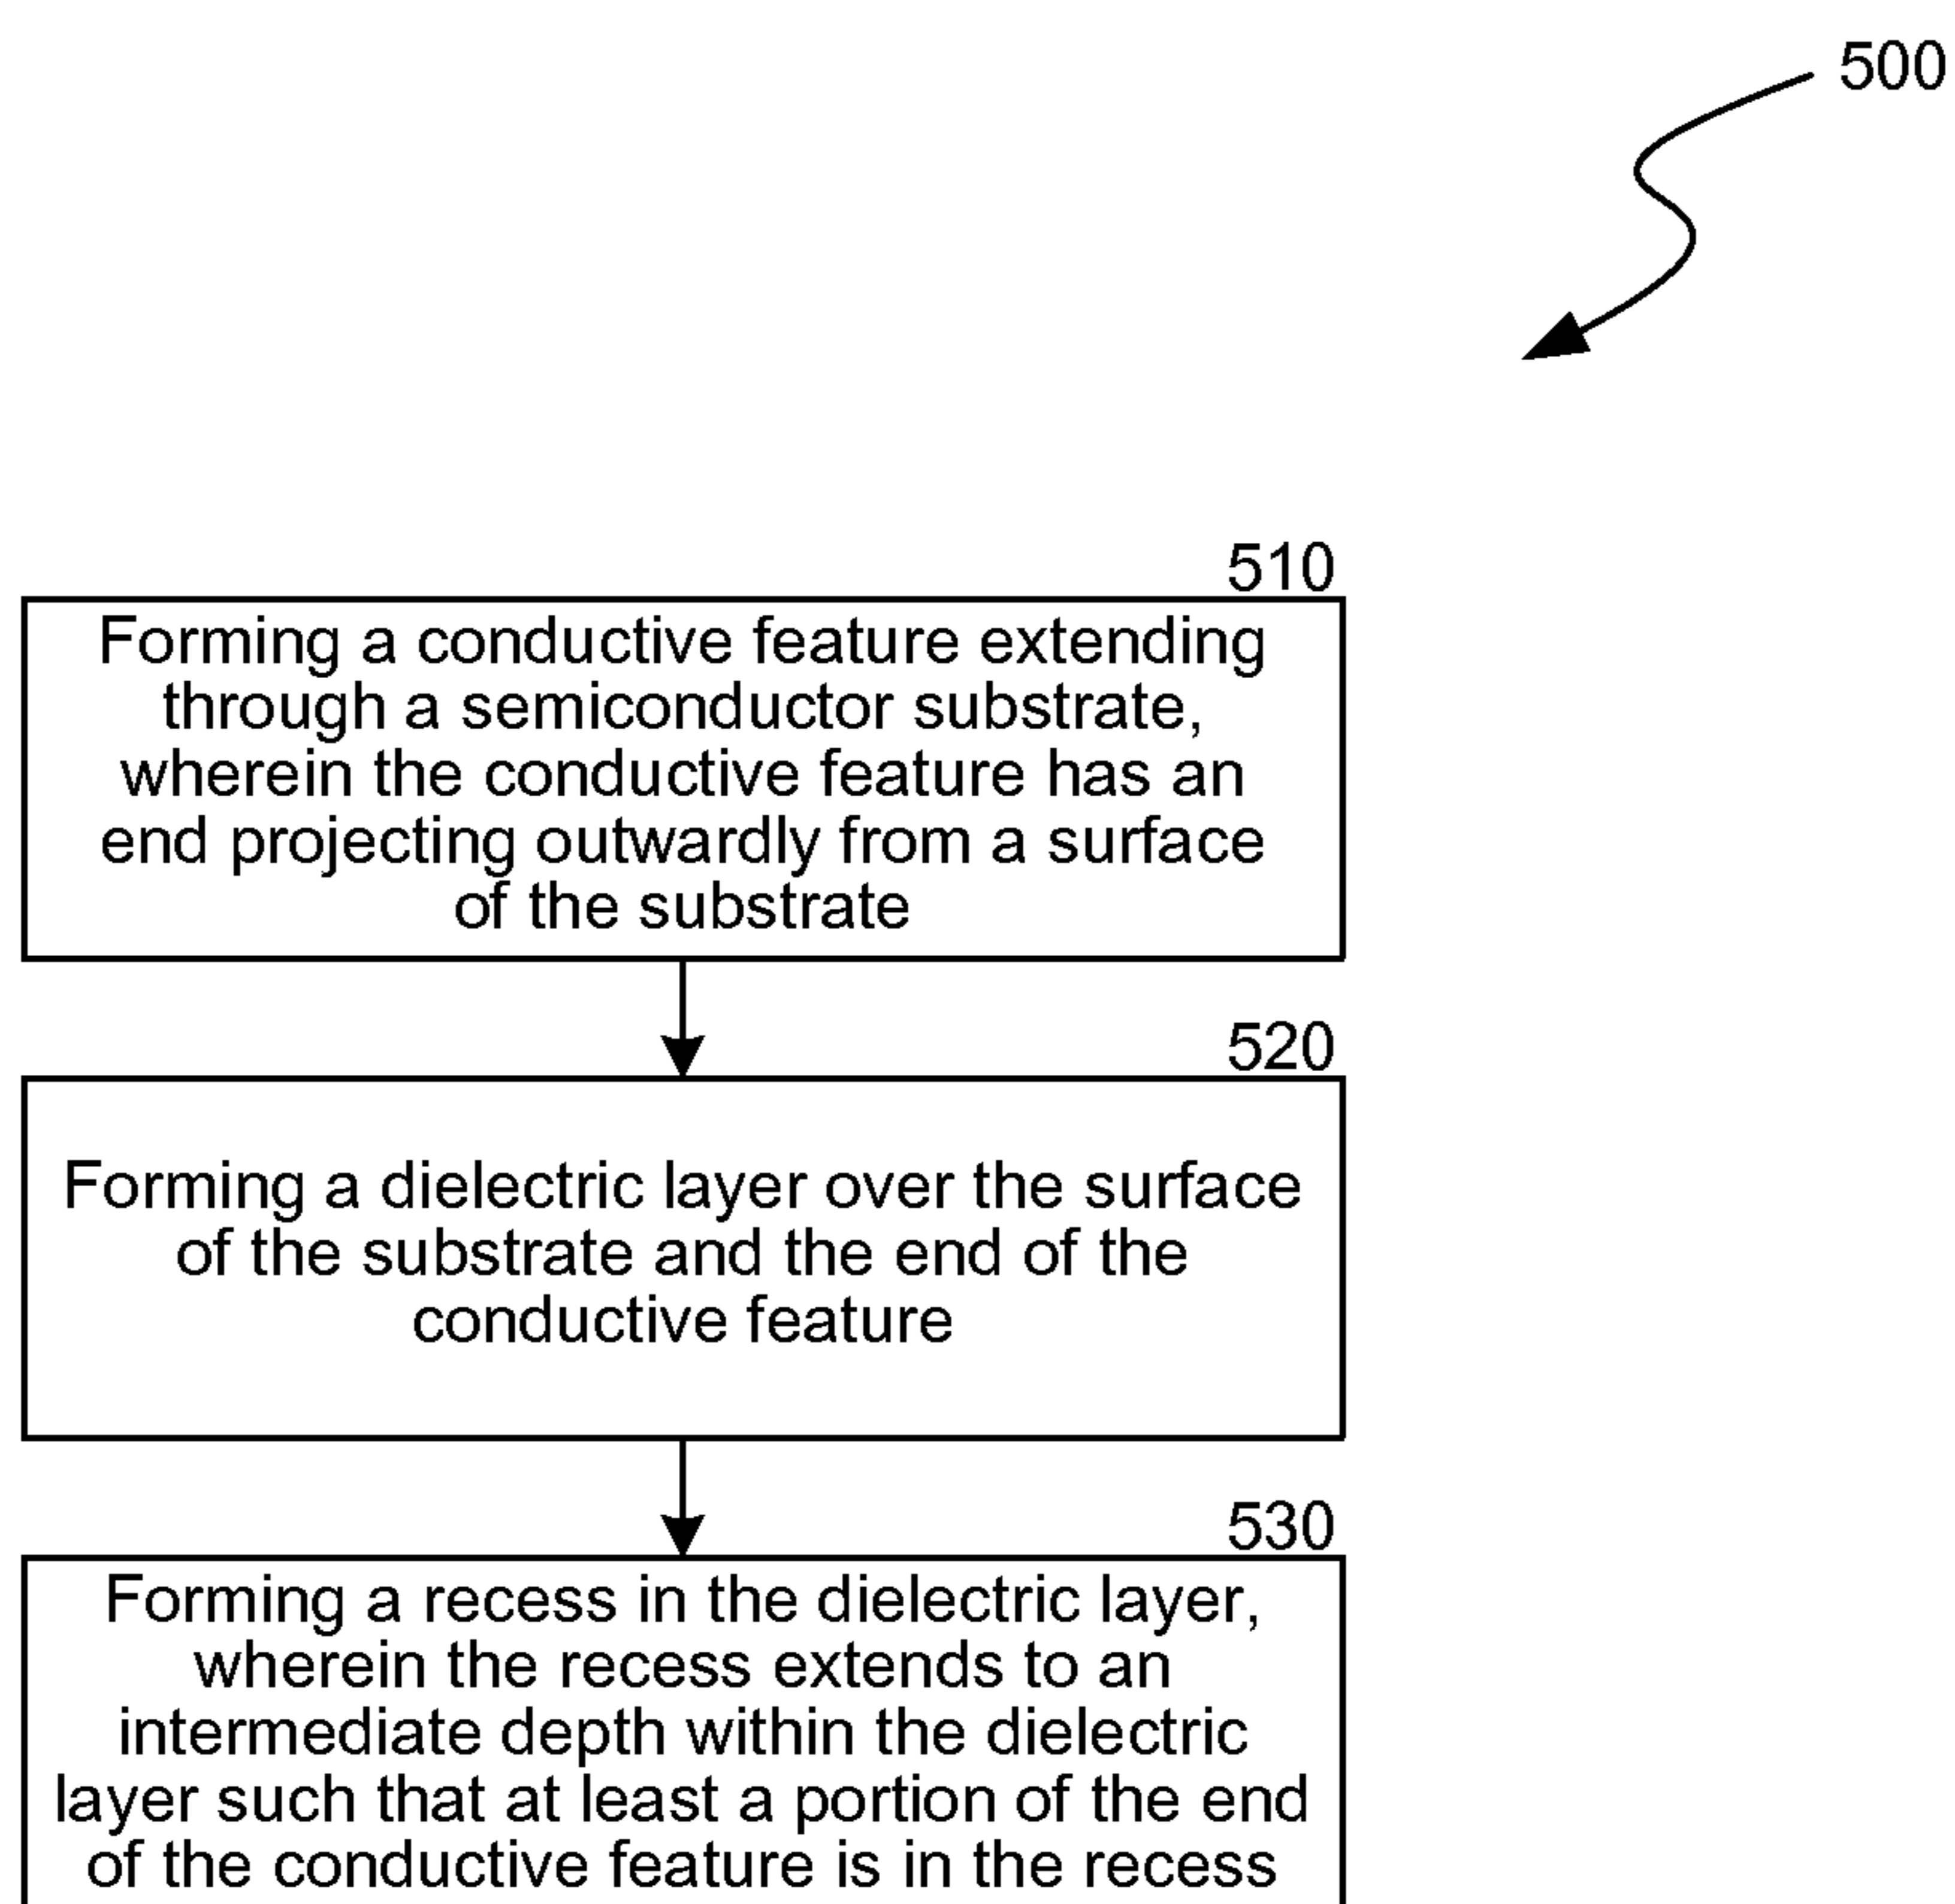 500
510
Forming a conductive feature extending
through a semiconductor substrate,
wherein the conductive feature has an
end projecting outwardly from a surface
of the substrate
520
Forming a dielectric layer over the surface
of the substrate and the end of the
conductive feature
530
Forming a recess in the dielectric layer,
wherein the recess extends to an
intermediate depth within the dielectric
layer such that at least a portion of the end
of the conductive feature is in the recess